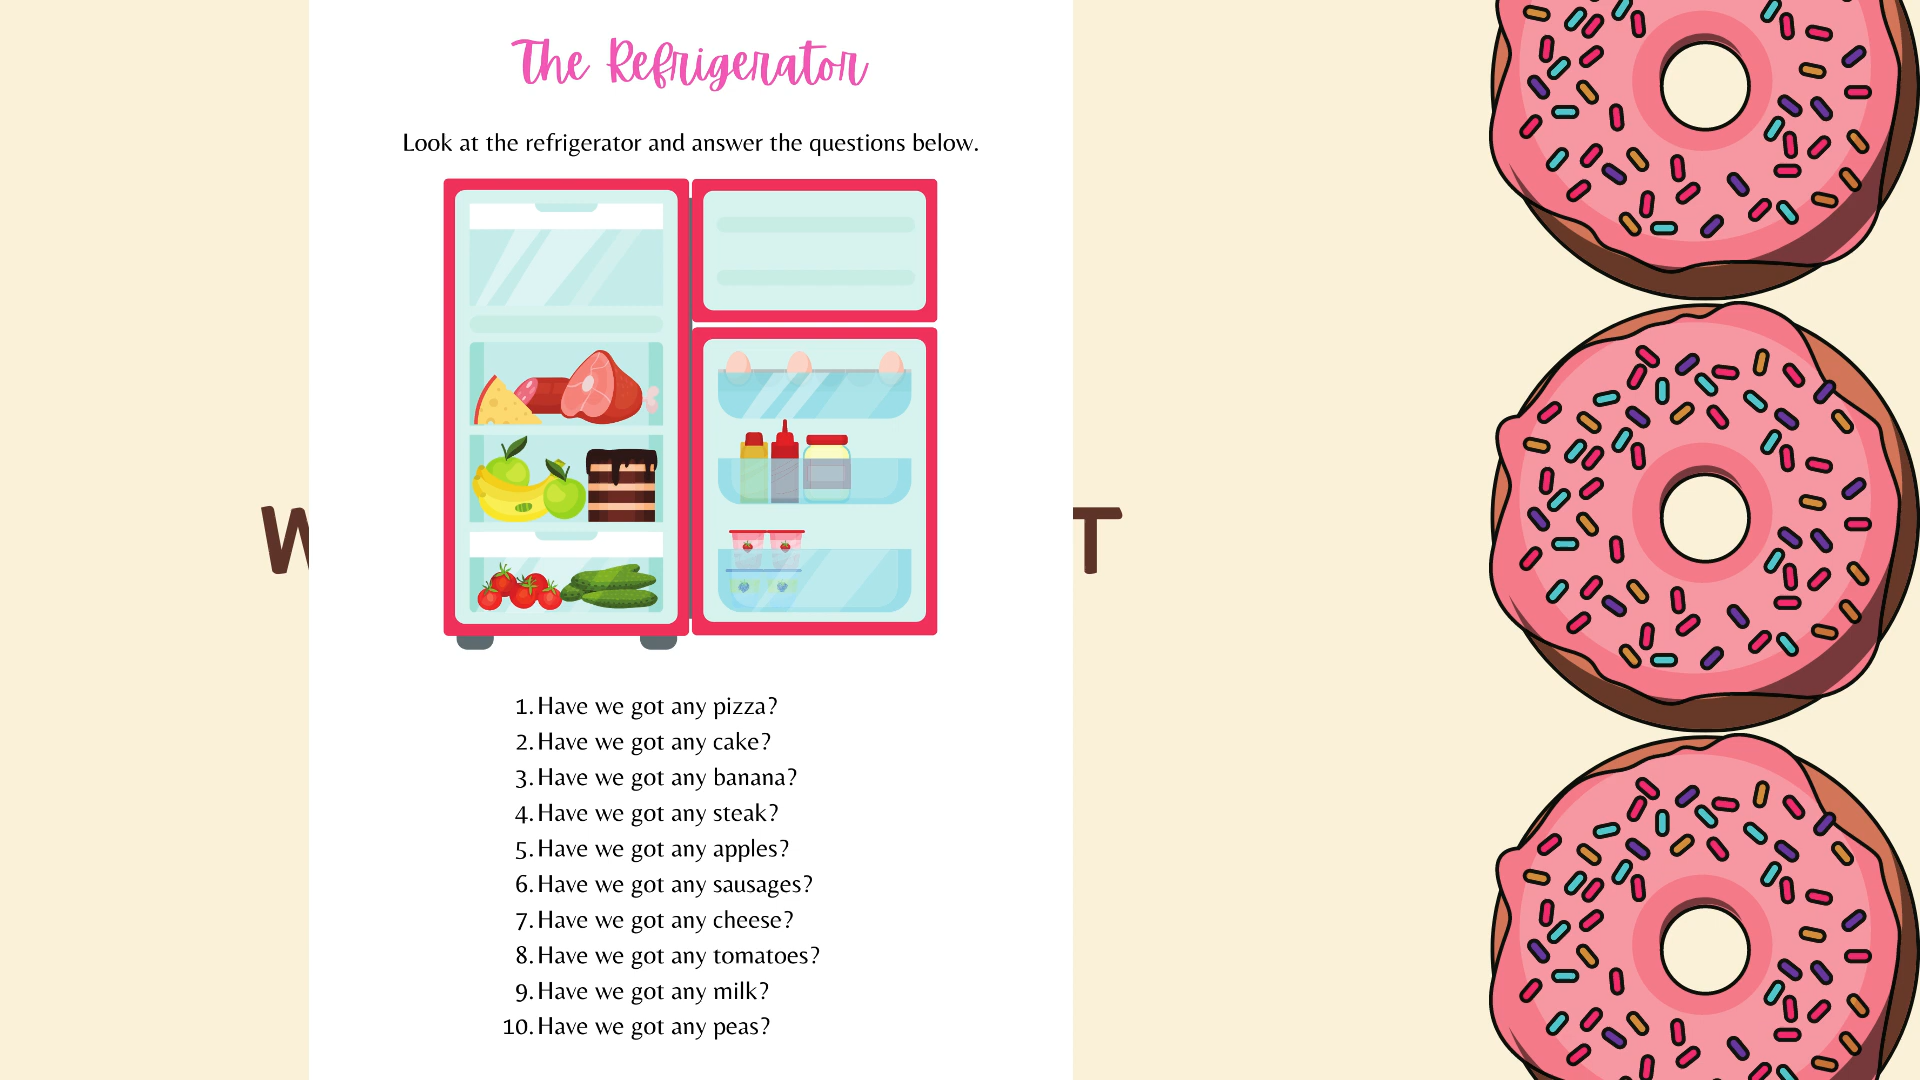 The Refrigerator
Look at the refrigerator and answer the questions below.
W T
1. Have we got any pizza?
2. Have we got any cake?
3. Have we got any banana?
4. Have we got any steak?
5. Have we got any apples?
6. Have we got any sausages?
7. Have we got any cheese?
8. Have we got any tomatoes?
9. Have we got any milk?
10. Have we got any peas?